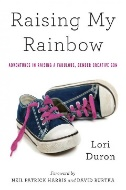 Raising My
Rainbow
ADVENTURES IN RAISING A FABULOUS, GENDER CREATIVE SON
Lori
Duron
Foreword by
NEIL PATRICK HARRIS and DAVID BURTKA